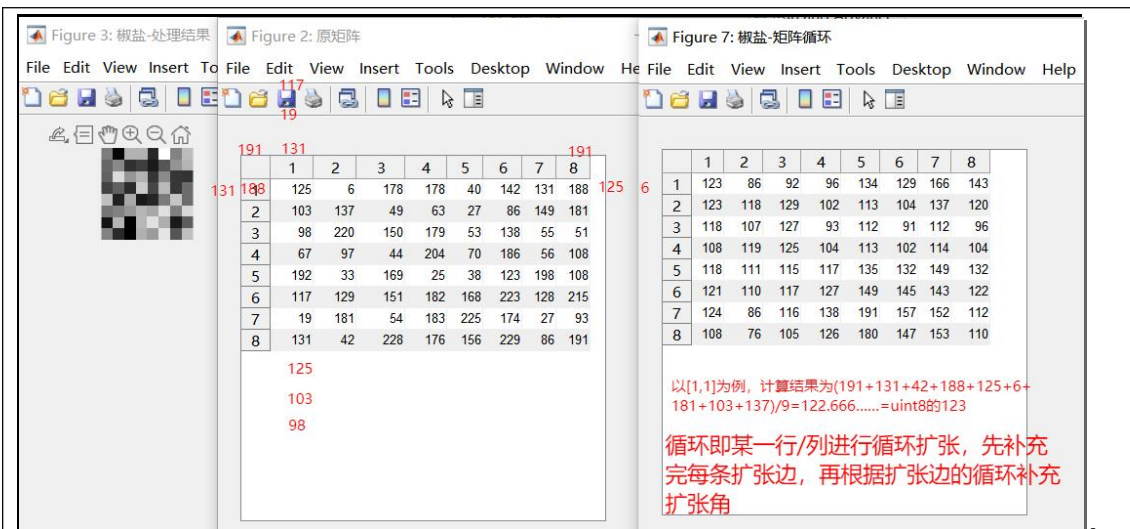 Figure 3: 椒盐-处理结果
File Edit View Insert To
Figure 2: 原矩阵
File Edit View Insert Tools Desktop Window He
117
19
191 131 191
1 2 3 4 5 6 7 8
131 188 1 125 6 178 178 40 142 131 188 125
2 103 137 49 63 27 86 149 181
3 98 220 150 179 53 138 55 51
4 67 97 44 204 70 186 56 108
5 192 33 169 25 38 123 198 108
6 117 129 151 182 168 223 128 215
7 19 181 54 183 225 174 27 93
8 131 42 228 176 156 229 86 191
125
103
98
Figure 7: 椒盐-矩阵循环
File Edit View Insert Tools Desktop Window Help
1 2 3 4 5 6 7 8
6 1 123 86 92 96 134 129 166 143
2 123 118 129 102 113 104 137 120
3 118 107 127 93 112 91 112 96
4 108 119 125 104 113 102 114 104
5 118 111 115 117 135 132 149 132
6 121 110 117 127 149 145 143 122
7 124 86 116 138 191 157 152 112
8 108 76 105 126 180 147 153 110
以[1,1]为例，计算结果为(191+131+42+188+125+6+
181+103+137)/9=122.666......=uint8的123
循环即某一行/列进行循环扩张，先补充
完每条扩张边，再根据扩张边的循环补充
扩张角